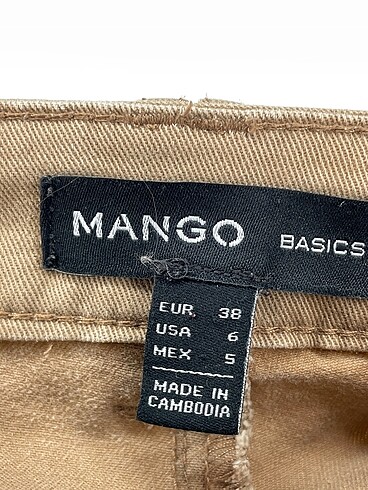 MANGO BASICS
EUR. 38
USA 6
MEX 5
MADE IN
CAMBODIA